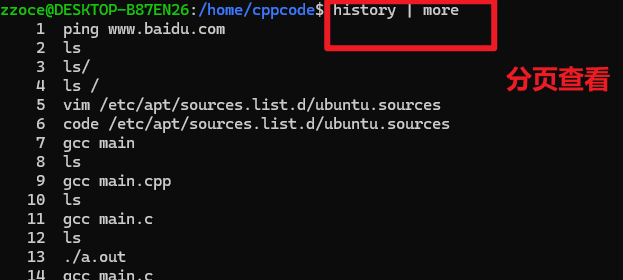 zzoce@DESKTOP-B87EN26:/home/cppcode$ history | more
1 ping www.baidu.com
分页查看
2 ls
3 ls/
4 ls /
5 vim /etc/apt/sources.list.d/ubuntu.sources
6 code /etc/apt/sources.list.d/ubuntu.sources
7 gcc main
8 ls
9 gcc main.cpp
10 ls
11 gcc main.c
12 ls
13 ./a.out
14 gcc main.c